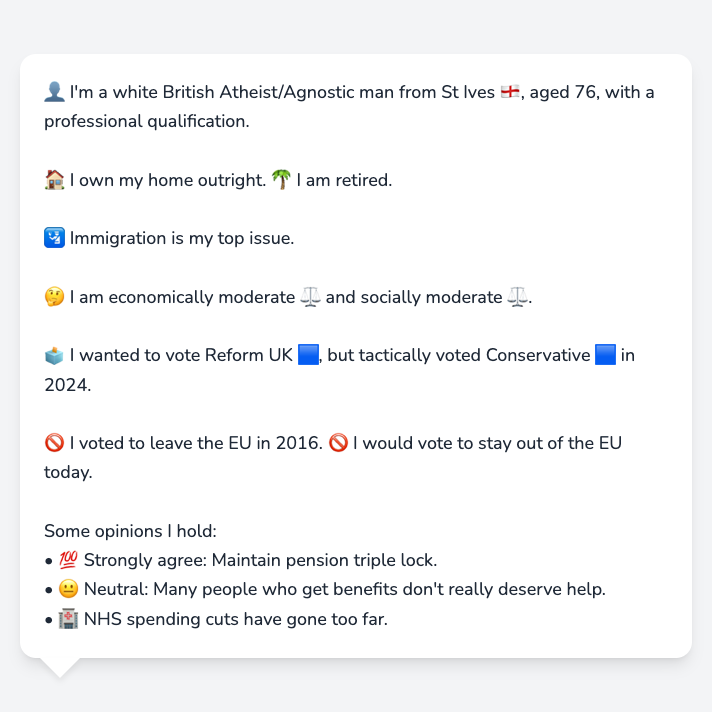 👤 I'm a white British Atheist/Agnostic man from St Ives 🏴󠁧󠁢󠁥󠁮󠁧󠁿, aged 76, with a
professional qualification.
🏠 I own my home outright. 🌴 I am retired.
🛂 Immigration is my top issue.
🤔 I am economically moderate ⚖️ and socially moderate ⚖️.
🗳️ I wanted to vote Reform UK 🟦, but tactically voted Conservative 🟦 in
2024.
🚫 I voted to leave the EU in 2016. 🚫 I would vote to stay out of the EU
today.
Some opinions I hold:
• 💯 Strongly agree: Maintain pension triple lock.
• 😐 Neutral: Many people who get benefits don't really deserve help.
• 🏥 NHS spending cuts have gone too far.